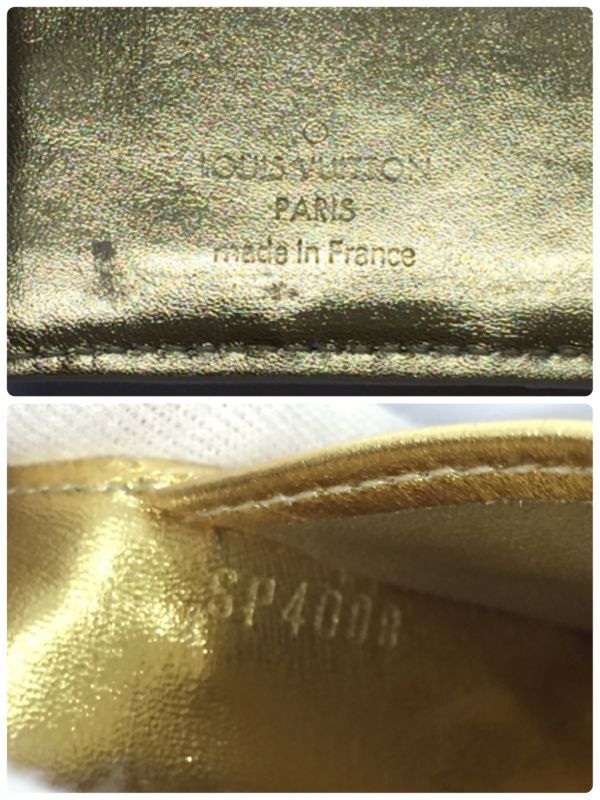 LOUIS VUITTON
PARIS
made in France
SP4008